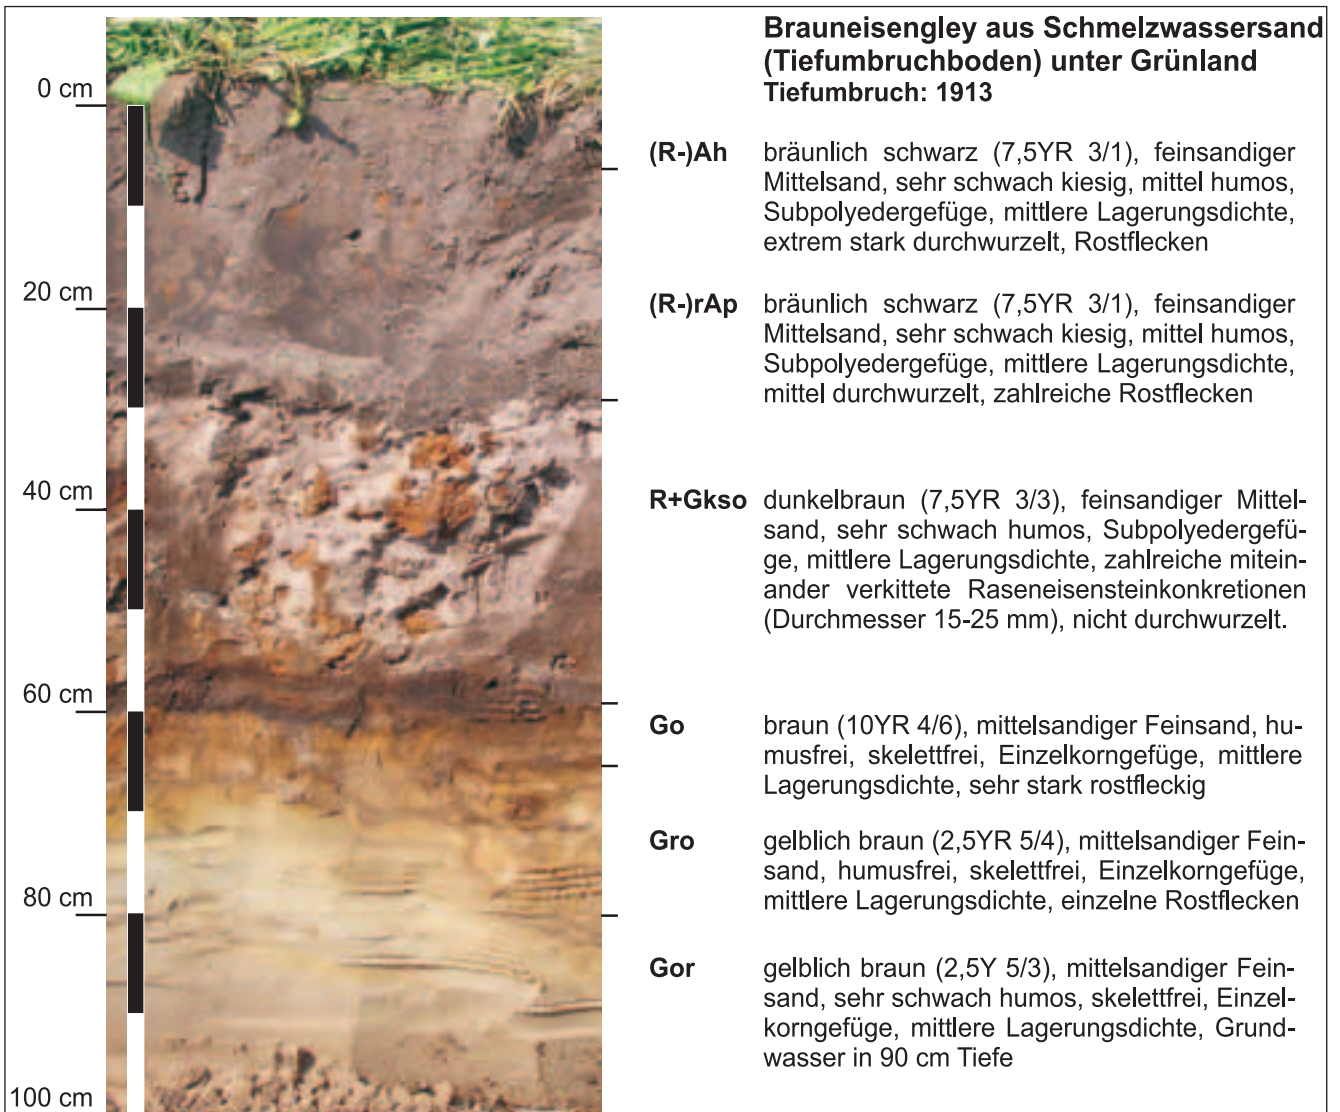 Brauneisengley aus Schmelzwassersand
(Tiefumbruchboden) unter Grünland
Tiefumbruch: 1913
0 cm
20 cm
40 cm
60 cm
80 cm
100 cm
(R-)Ah bräunlich schwarz (7,5YR 3/1), feinsandiger
Mittelsand, sehr schwach kiesig, mittel humos,
Subpolyedergefüge, mittlere Lagerungsdichte,
extrem stark durchwurzelt, Rostflecken
(R-)rAp bräunlich schwarz (7,5YR 3/1), feinsandiger
Mittelsand, sehr schwach kiesig, mittel humos,
Subpolyedergefüge, mittlere Lagerungsdichte,
mittel durchwurzelt, zahlreiche Rostflecken
R+Gkso dunkelbraun (7,5YR 3/3), feinsandiger Mittel-
sand, sehr schwach humos, Subpolyedergefü-
ge, mittlere Lagerungsdichte, zahlreiche mitein-
ander verkittete Raseneisensteinkonkretionen
(Durchmesser 15-25 mm), nicht durchwurzelt.
Go braun (10YR 4/6), mittelsandiger Feinsand, hu-
musfrei, skelettfrei, Einzelkorngefüge, mittlere
Lagerungsdichte, sehr stark rostfleckig
Gro gelblich braun (2,5YR 5/4), mittelsandiger Fein-
sand, humusfrei, skelettfrei, Einzelkorngefüge,
mittlere Lagerungsdichte, einzelne Rostflecken
Gor gelblich braun (2,5Y 5/3), mittelsandiger Fein-
sand, sehr schwach humos, skelettfrei, Einzel-
korngefüge, mittlere Lagerungsdichte, Grund-
wasser in 90 cm Tiefe